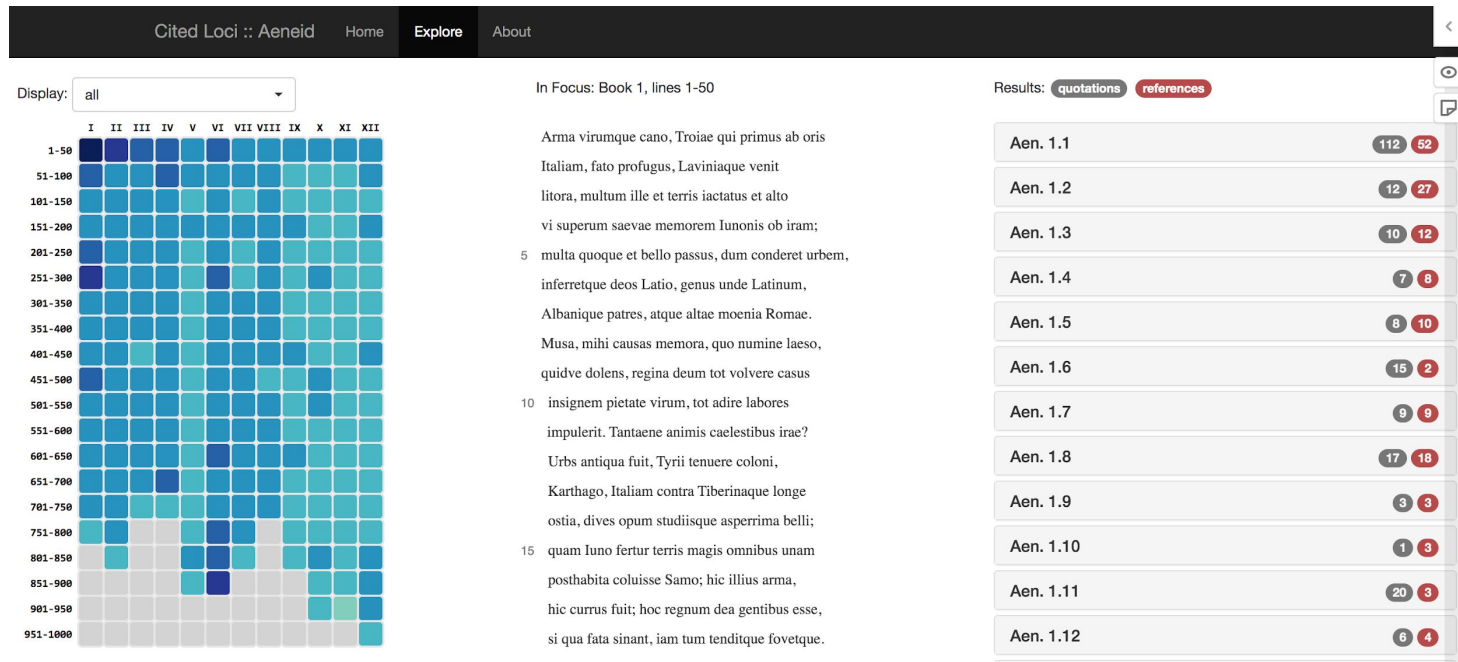 Cited Loci :: Aeneid Home Explore About
Display: all
I II III IV V VI VII VIII IX X XI XII
1-50
51-100
101-150
151-200
201-250
251-300
301-350
351-400
401-450
451-500
501-550
551-600
601-650
651-700
701-750
751-800
801-850
851-900
901-950
951-1000
In Focus: Book 1, lines 1-50
Arma virumque cano, Troiae qui primus ab oris
Italiam, fato profugus, Laviniaque venit
litora, multum ille et terris iactatus et alto
vi superum saevae memorem Iunonis ob iram;
5 multa quoque et bello passus, dum conderet urbem,
inferretque deos Latio, genus unde Latinum,
Albanique patres, atque altae moenia Romae.
Musa, mihi causas memora, quo numine laeso,
quidve dolens, regina deum tot volvere casus
10 insignem pietate virum, tot adire labores
impulerit. Tantaene animis caelestibus irae?
Urbs antiqua fuit, Tyrii tenuere coloni,
Karthago, Italiam contra Tiberinaque longe
ostia, dives opum studiisque asperrima belli;
15 quam Iuno fertur terris magis omnibus unam
posthabita coluisse Samo; hic illius arma,
hic currus fuit; hoc regnum dea gentibus esse,
si qua fata sinant, iam tum tenditque fovetque.
Results: quotations references
Aen. 1.1 112 52
Aen. 1.2 12 27
Aen. 1.3 10 12
Aen. 1.4 7 8
Aen. 1.5 8 10
Aen. 1.6 15 2
Aen. 1.7 9 9
Aen. 1.8 17 18
Aen. 1.9 3 3
Aen. 1.10 1 3
Aen. 1.11 20 3
Aen. 1.12 6 4